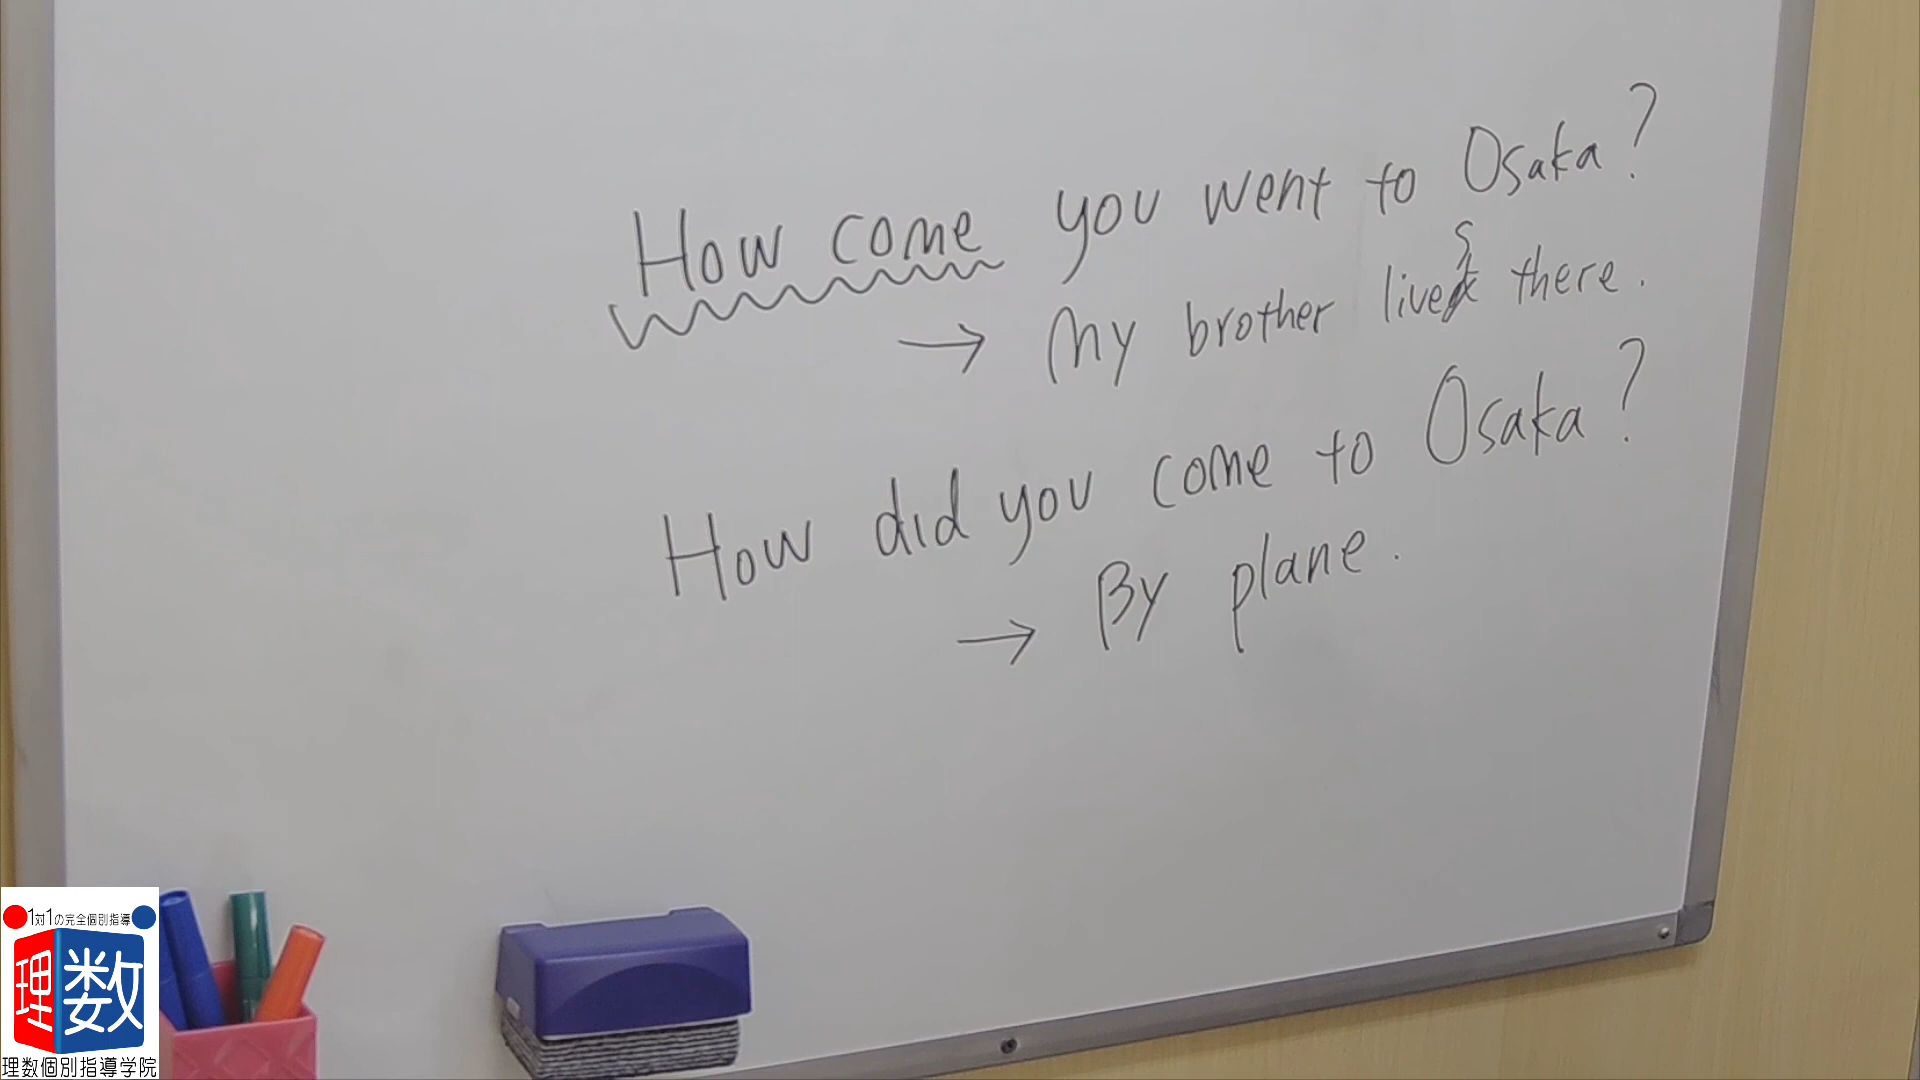 How come you went to Osaka?
→ My brother lives there.
How did you come to Osaka?
→ By plane.
1対1の完全個別指導
理数
理数個別指導学院